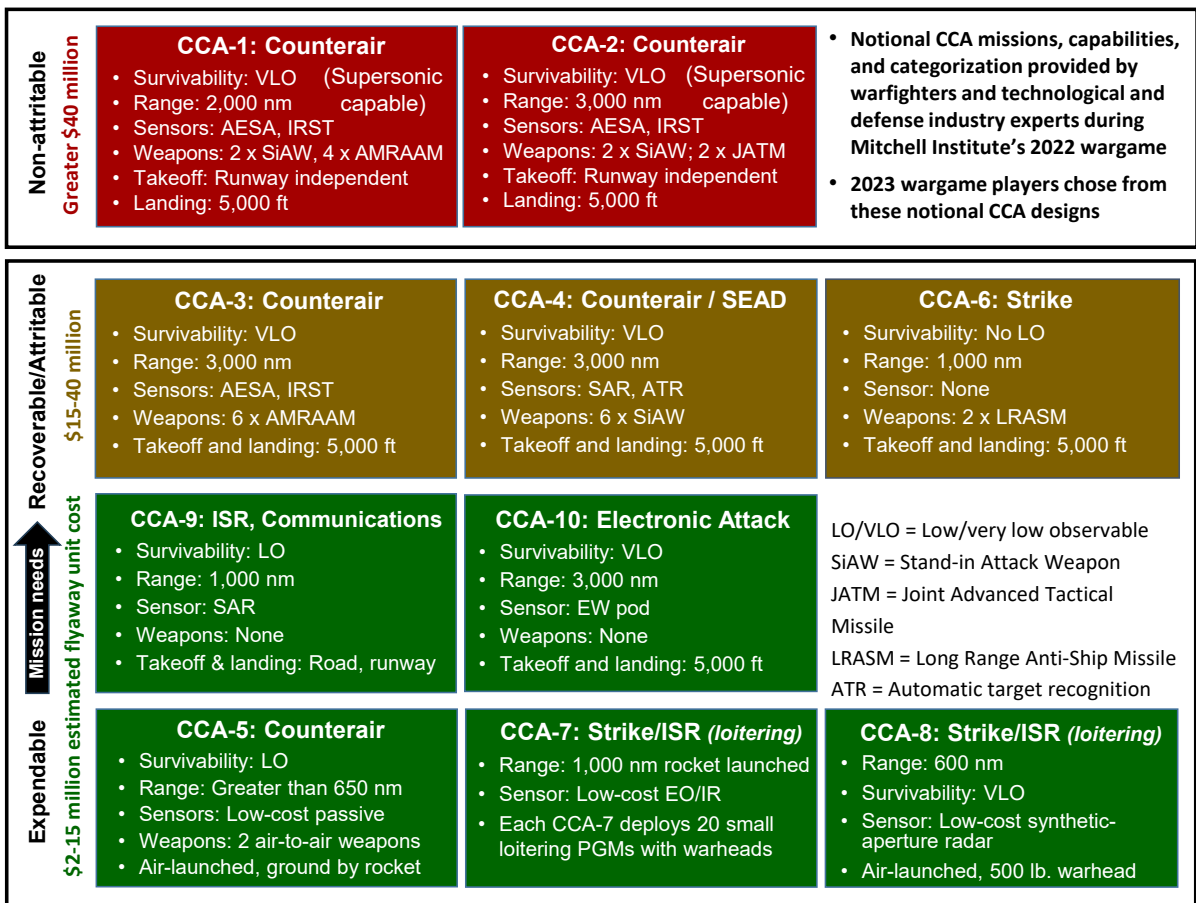 Non-attritable
Greater $40 million
CCA-1: Counterair
• Survivability: VLO (Supersonic
• Range: 2,000 nm capable)
• Sensors: AESA, IRST
• Weapons: 2 x SiAW, 4 x AMRAAM
• Takeoff: Runway independent
• Landing: 5,000 ft
CCA-2: Counterair
• Survivability: VLO (Supersonic
• Range: 3,000 nm capable)
• Sensors: AESA, IRST
• Weapons: 2 x SiAW; 2 x JATM
• Takeoff: Runway independent
• Landing: 5,000 ft
• Notional CCA missions, capabilities,
and categorization provided by
warfighters and technological and
defense industry experts during
Mitchell Institute's 2022 wargame
• 2023 wargame players chose from
these notional CCA designs
Recoverable/Attritable
$15-40 million
CCA-3: Counterair
• Survivability: VLO
• Range: 3,000 nm
• Sensors: AESA, IRST
• Weapons: 6 x AMRAAM
• Takeoff and landing: 5,000 ft
CCA-4: Counterair / SEAD
• Survivability: VLO
• Range: 3,000 nm
• Sensors: SAR, ATR
• Weapons: 6 x SiAW
• Takeoff and landing: 5,000 ft
CCA-6: Strike
• Survivability: No LO
• Range: 1,000 nm
• Sensor: None
• Weapons: 2 x LRASM
• Takeoff and landing: 5,000 ft
Mission needs
$2-15 million estimated flyaway unit cost
CCA-9: ISR, Communications
• Survivability: LO
• Range: 1,000 nm
• Sensor: SAR
• Weapons: None
• Takeoff & landing: Road, runway
CCA-10: Electronic Attack
• Survivability: VLO
• Range: 3,000 nm
• Sensor: EW pod
• Weapons: None
• Takeoff and landing: 5,000 ft
LO/VLO = Low/very low observable
SiAW = Stand-in Attack Weapon
JATM = Joint Advanced Tactical
Missile
LRASM = Long Range Anti-Ship Missile
ATR = Automatic target recognition
Expendable
CCA-5: Counterair
• Survivability: LO
• Range: Greater than 650 nm
• Sensors: Low-cost passive
• Weapons: 2 air-to-air weapons
• Air-launched, ground by rocket
CCA-7: Strike/ISR (loitering)
• Range: 1,000 nm rocket launched
• Sensor: Low-cost EO/IR
• Each CCA-7 deploys 20 small
loitering PGMs with warheads
CCA-8: Strike/ISR (loitering)
• Range: 600 nm
• Survivability: VLO
• Sensor: Low-cost synthetic-
aperture radar
• Air-launched, 500 lb. warhead